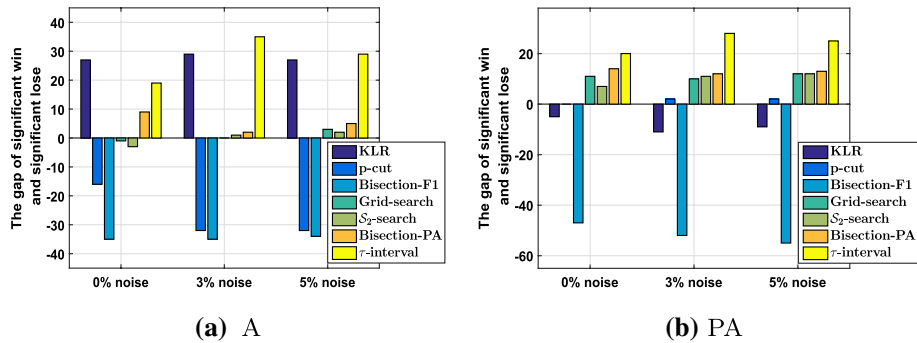 The gap of significant win
and significant lose
40
30
20
10
0
-10
-20
-30
-40
0% noise
3% noise
5% noise
KLR
p-cut
Bisection-F1
Grid-search
S₂-search
Bisection-PA
τ-interval
(a) A
The gap of significant win
and significant lose
20
0
-20
-40
-60
0% noise
3% noise
5% noise
KLR
p-cut
Bisection-F1
Grid-search
S₂-search
Bisection-PA
τ-interval
(b) PA